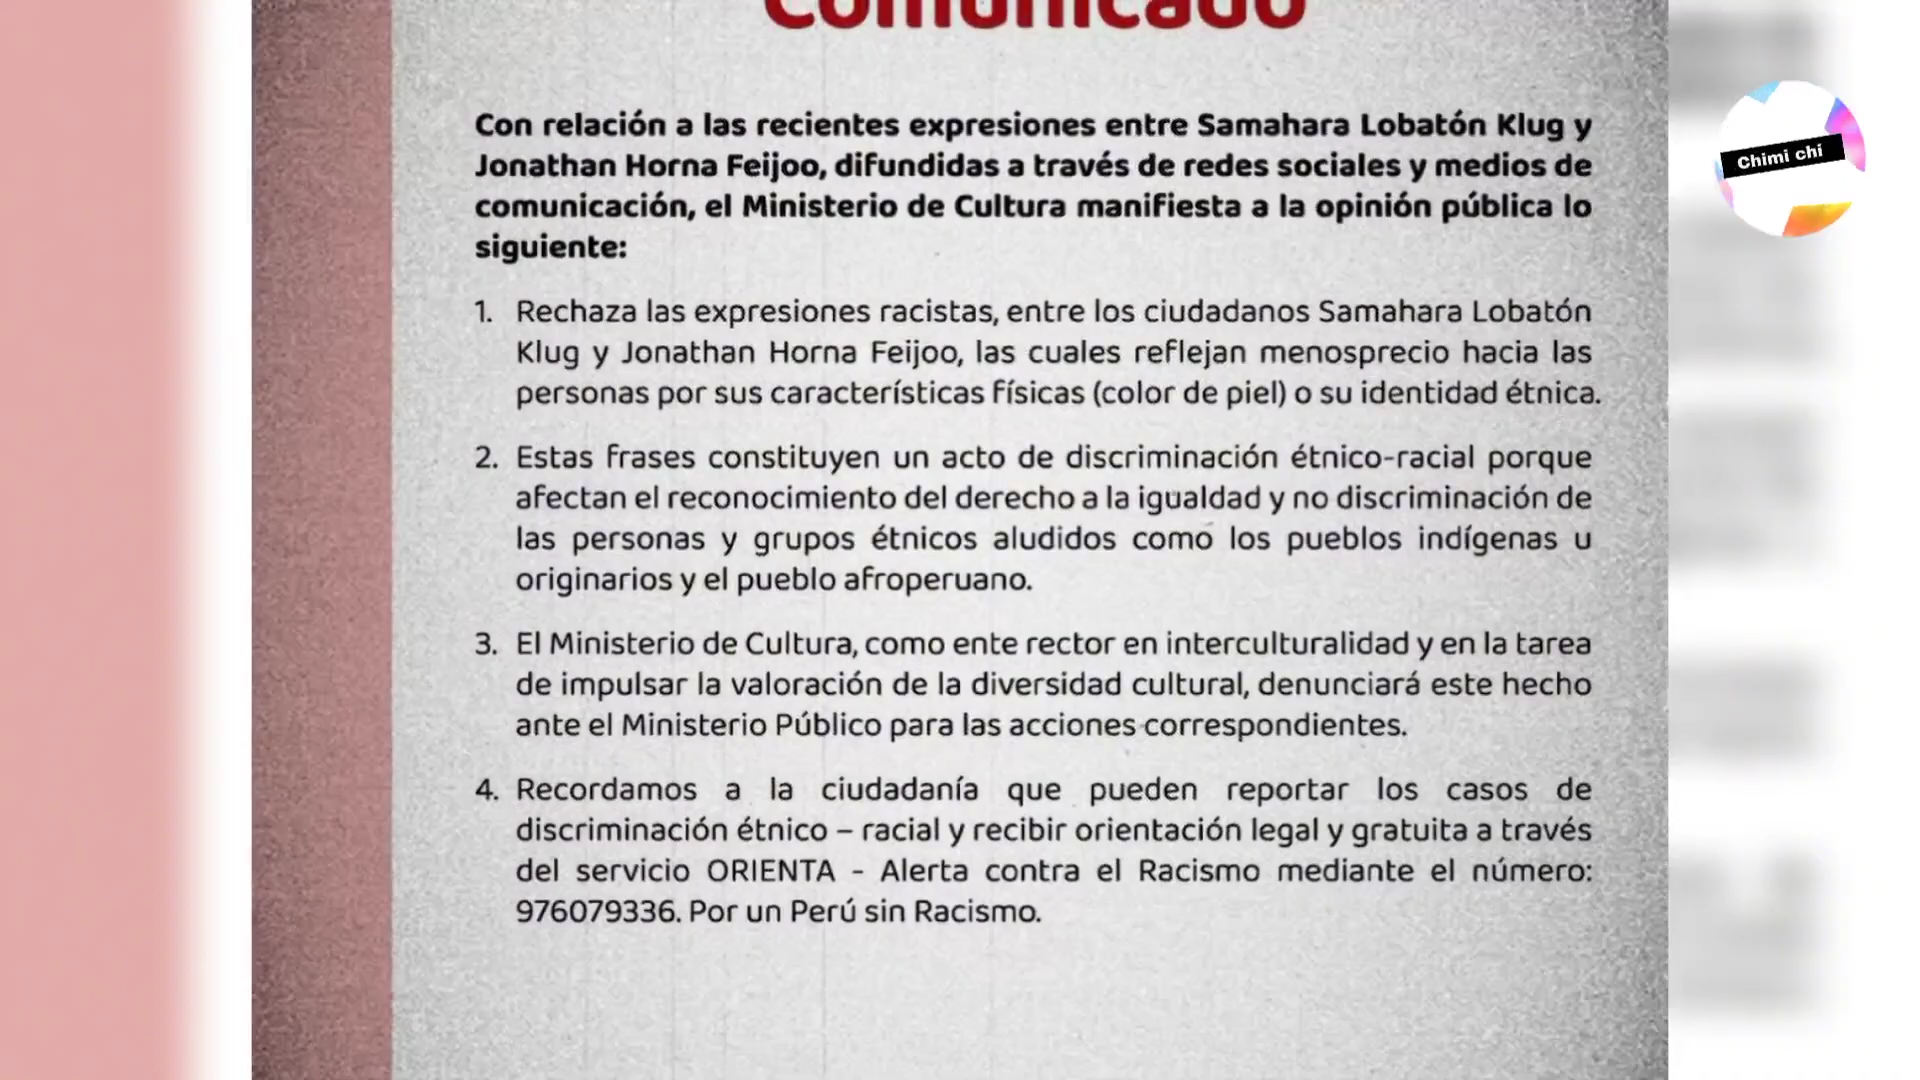 Comunicado
Con relación a las recientes expresiones entre Samahara Lobatón Klug y
Jonathan Horna Feijoo, difundidas a través de redes sociales y medios de
comunicación, el Ministerio de Cultura manifiesta a la opinión pública lo
siguiente:
1. Rechaza las expresiones racistas, entre los ciudadanos Samahara Lobatón
Klug y Jonathan Horna Feijoo, las cuales reflejan menosprecio hacia las
personas por sus características físicas (color de piel) o su identidad étnica.
2. Estas frases constituyen un acto de discriminación étnico-racial porque
afectan el reconocimiento del derecho a la igualdad y no discriminación de
las personas y grupos étnicos aludidos como los pueblos indígenas u
originarios y el pueblo afroperuano.
3. El Ministerio de Cultura, como ente rector en interculturalidad y en la tarea
de impulsar la valoración de la diversidad cultural, denunciará este hecho
ante el Ministerio Público para las acciones correspondientes.
4. Recordamos a la ciudadanía que pueden reportar los casos de
discriminación étnico – racial y recibir orientación legal y gratuita a través
del servicio ORIENTA - Alerta contra el Racismo mediante el número:
976079336. Por un Perú sin Racismo.
Chimi chi